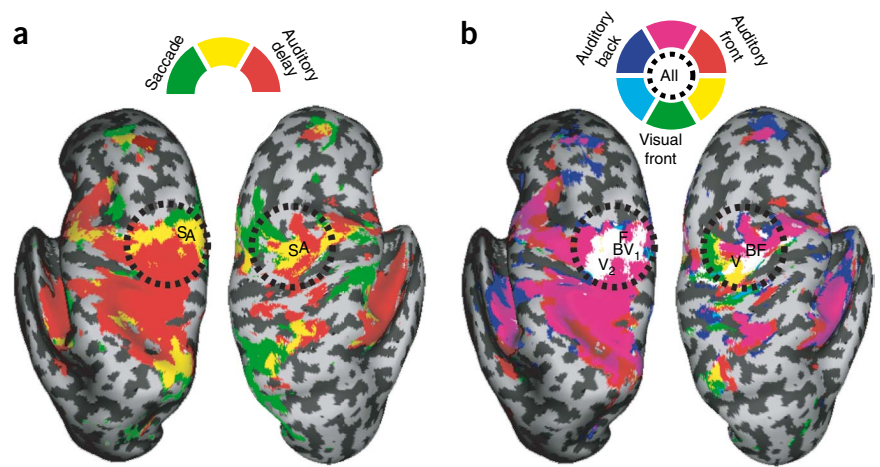 a
Saccade
Auditory
delay
SA
SA
b
Auditory
back
Auditory
front
All
Visual
front
F
BV1
V2
BF
V